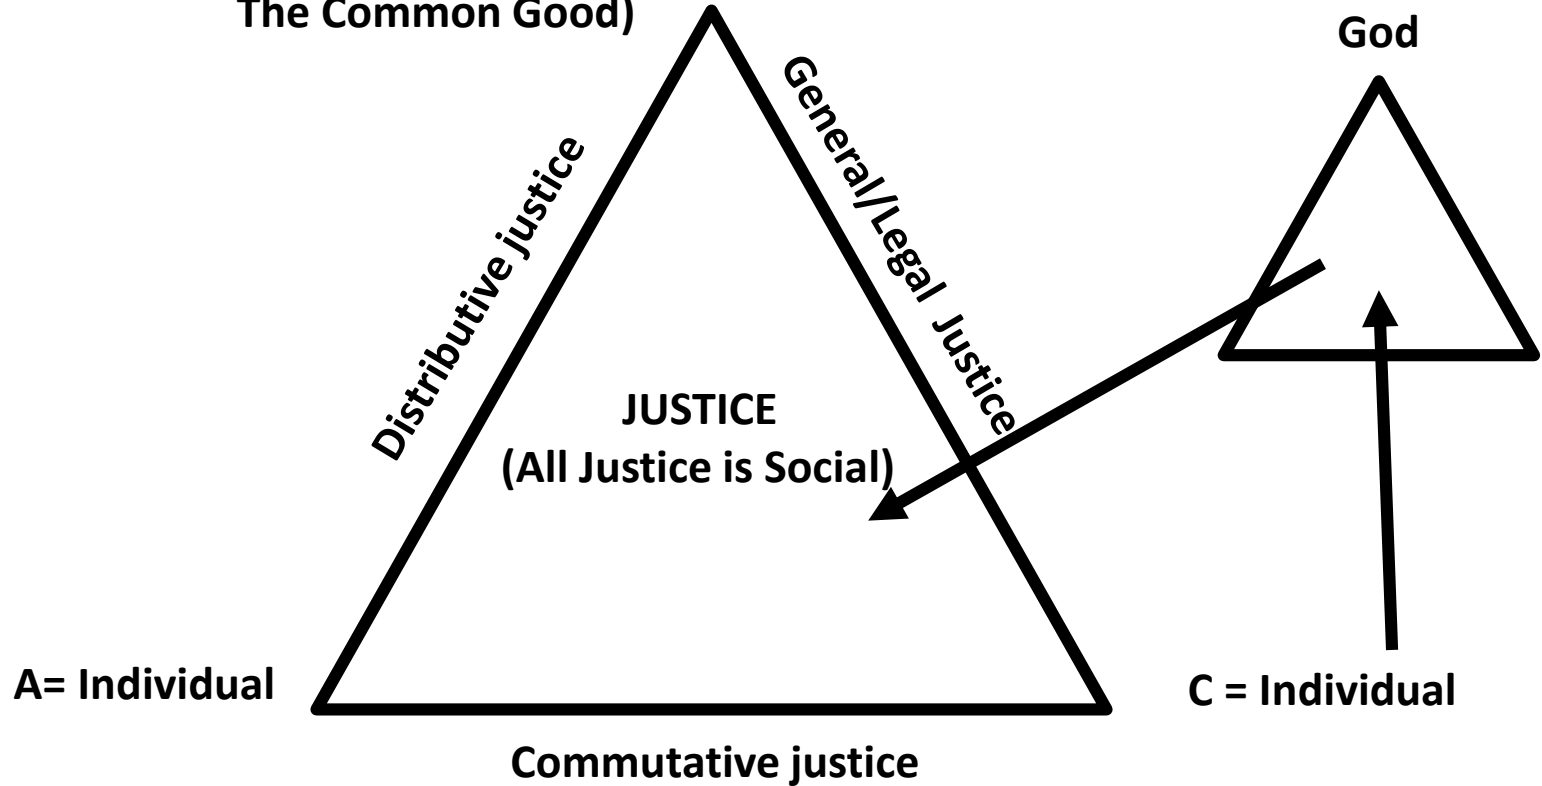 The Common Good)
God
General/Legal Justice
Distributive justice
JUSTICE
(All Justice is Social)
A= Individual
C = Individual
Commutative justice